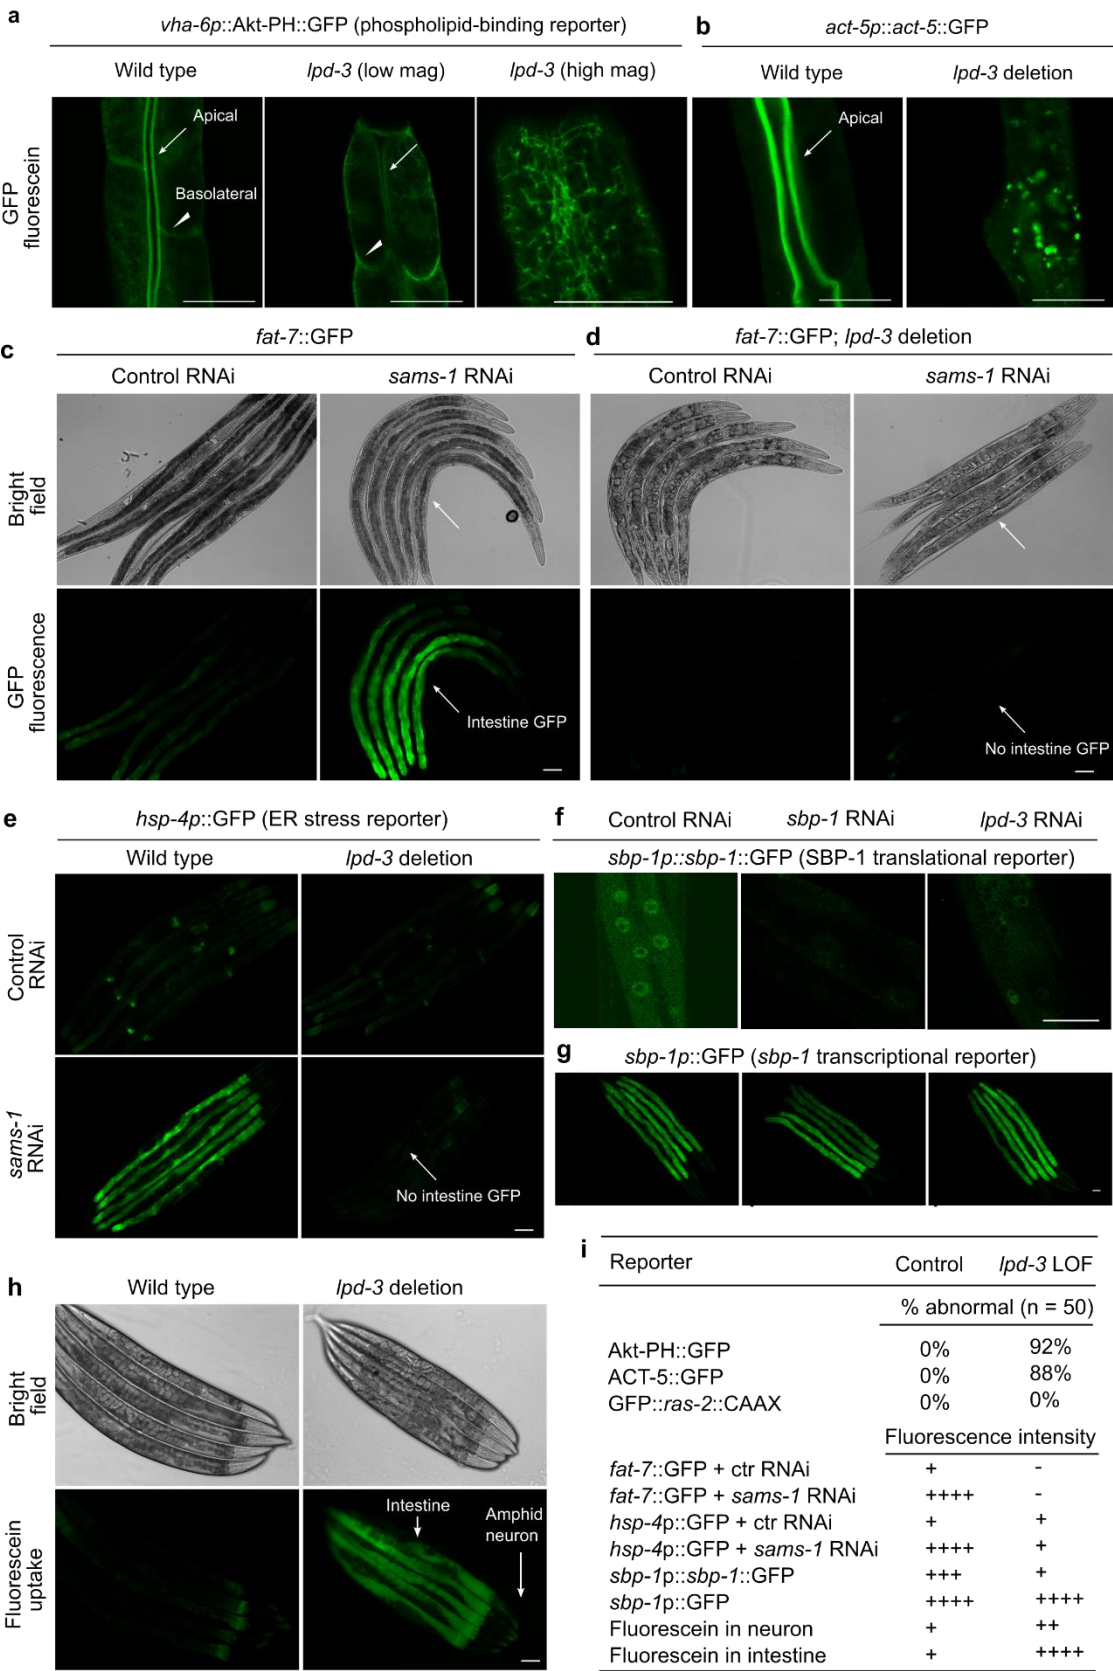 a
vha-6p::Akt-PH::GFP (phospholipid-binding reporter)
Wild type
lpd-3 (low mag)
lpd-3 (high mag)
GFP
fluorescein
Apical
Basolateral
b
act-5p::act-5::GFP
Wild type
lpd-3 deletion
Apical
c
fat-7::GFP
Control RNAi
sams-1 RNAi
Bright
field
GFP
fluorescence
Intestine GFP
d
fat-7::GFP; lpd-3 deletion
Control RNAi
sams-1 RNAi
No intestine GFP
e
hsp-4p::GFP (ER stress reporter)
Wild type
lpd-3 deletion
Control
RNAi
sams-1
RNAi
No intestine GFP
f
Control RNAi
sbp-1 RNAi
lpd-3 RNAi
sbp-1p::sbp-1::GFP (SBP-1 translational reporter)
g
sbp-1p::GFP (sbp-1 transcriptional reporter)
h
Wild type
lpd-3 deletion
Bright
field
Fluorescein
uptake
Intestine
Amphid
neuron
i
Reporter Control lpd-3 LOF
% abnormal (n = 50)
Akt-PH::GFP 0% 92%
ACT-5::GFP 0% 88%
GFP::ras-2::CAAX 0% 0%
Fluorescence intensity
fat-7::GFP + ctr RNAi + -
fat-7::GFP + sams-1 RNAi ++++ -
hsp-4p::GFP + ctr RNAi + +
hsp-4p::GFP + sams-1 RNAi ++++ +
sbp-1p::sbp-1::GFP +++ +
sbp-1p::GFP ++++ ++++
Fluorescein in neuron + ++
Fluorescein in intestine + ++++